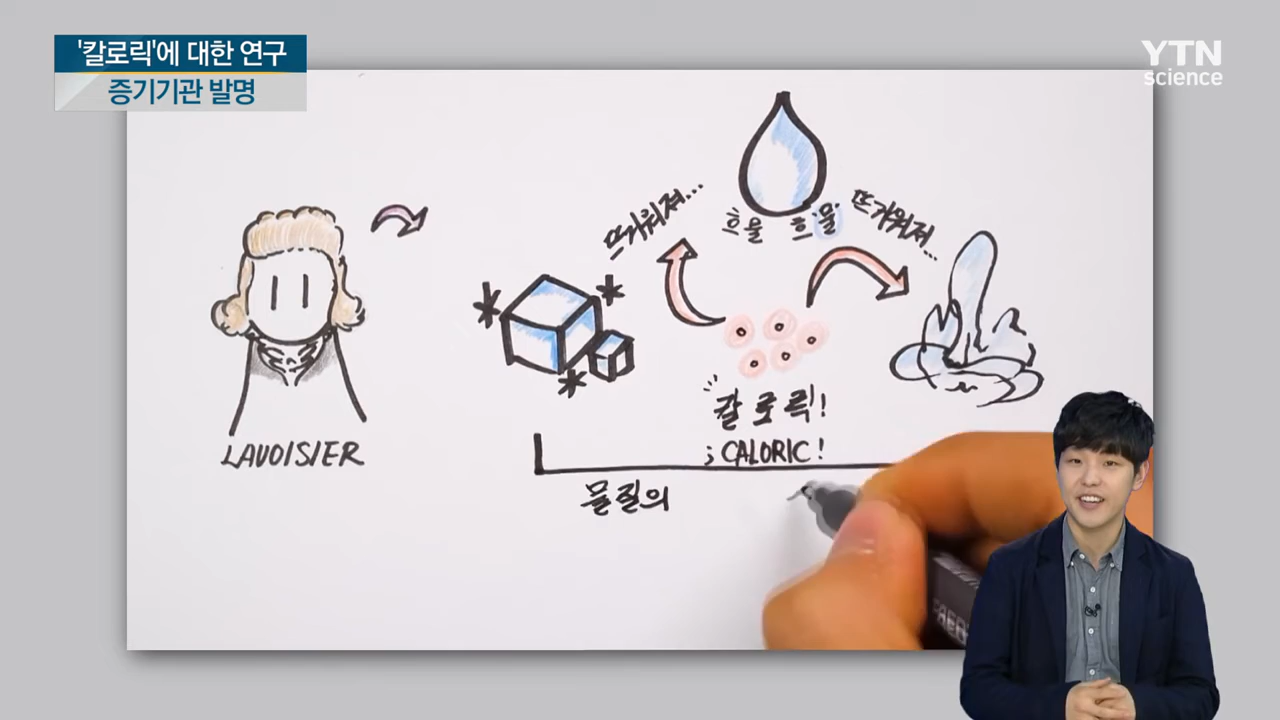 '칼로릭'에 대한 연구
증기기관 발명
YTN
science
뜨거워져...
흐물 흐물
뜨거워져...
칼로릭!
; CALORIC!
LAVOISIER
물질의